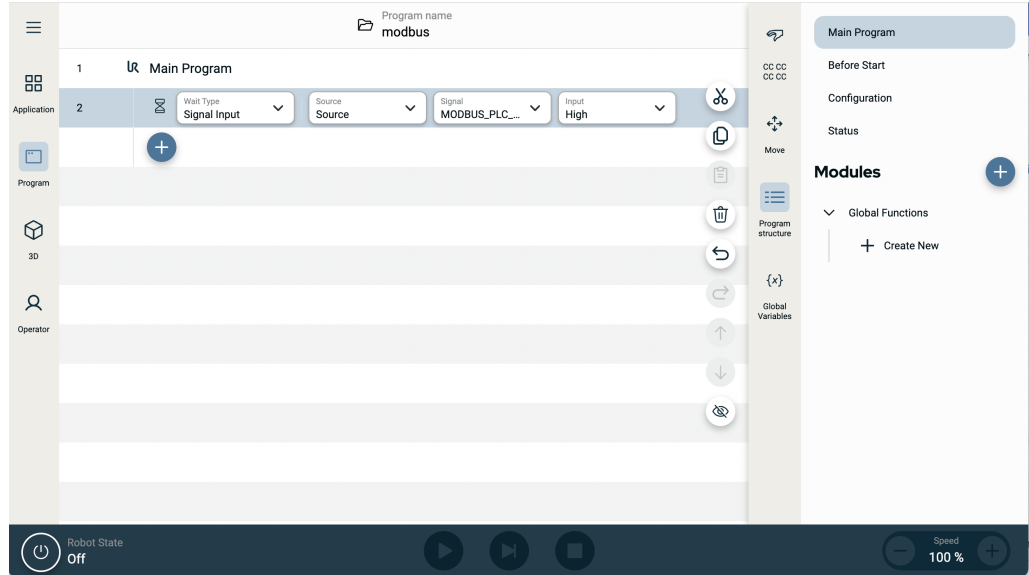 Program name
modbus
Application
Program
3D
Operator
1
Main Program
2
Wait Type
Signal Input
Source
Source
Signal
MODBUS_PLC_...
Input
High
CC CC
CC CC
Move
Program
structure
{x}
Global
Variables
Main Program
Before Start
Configuration
Status
Modules
Global Functions
Create New
Robot State
Off
Speed
100 %